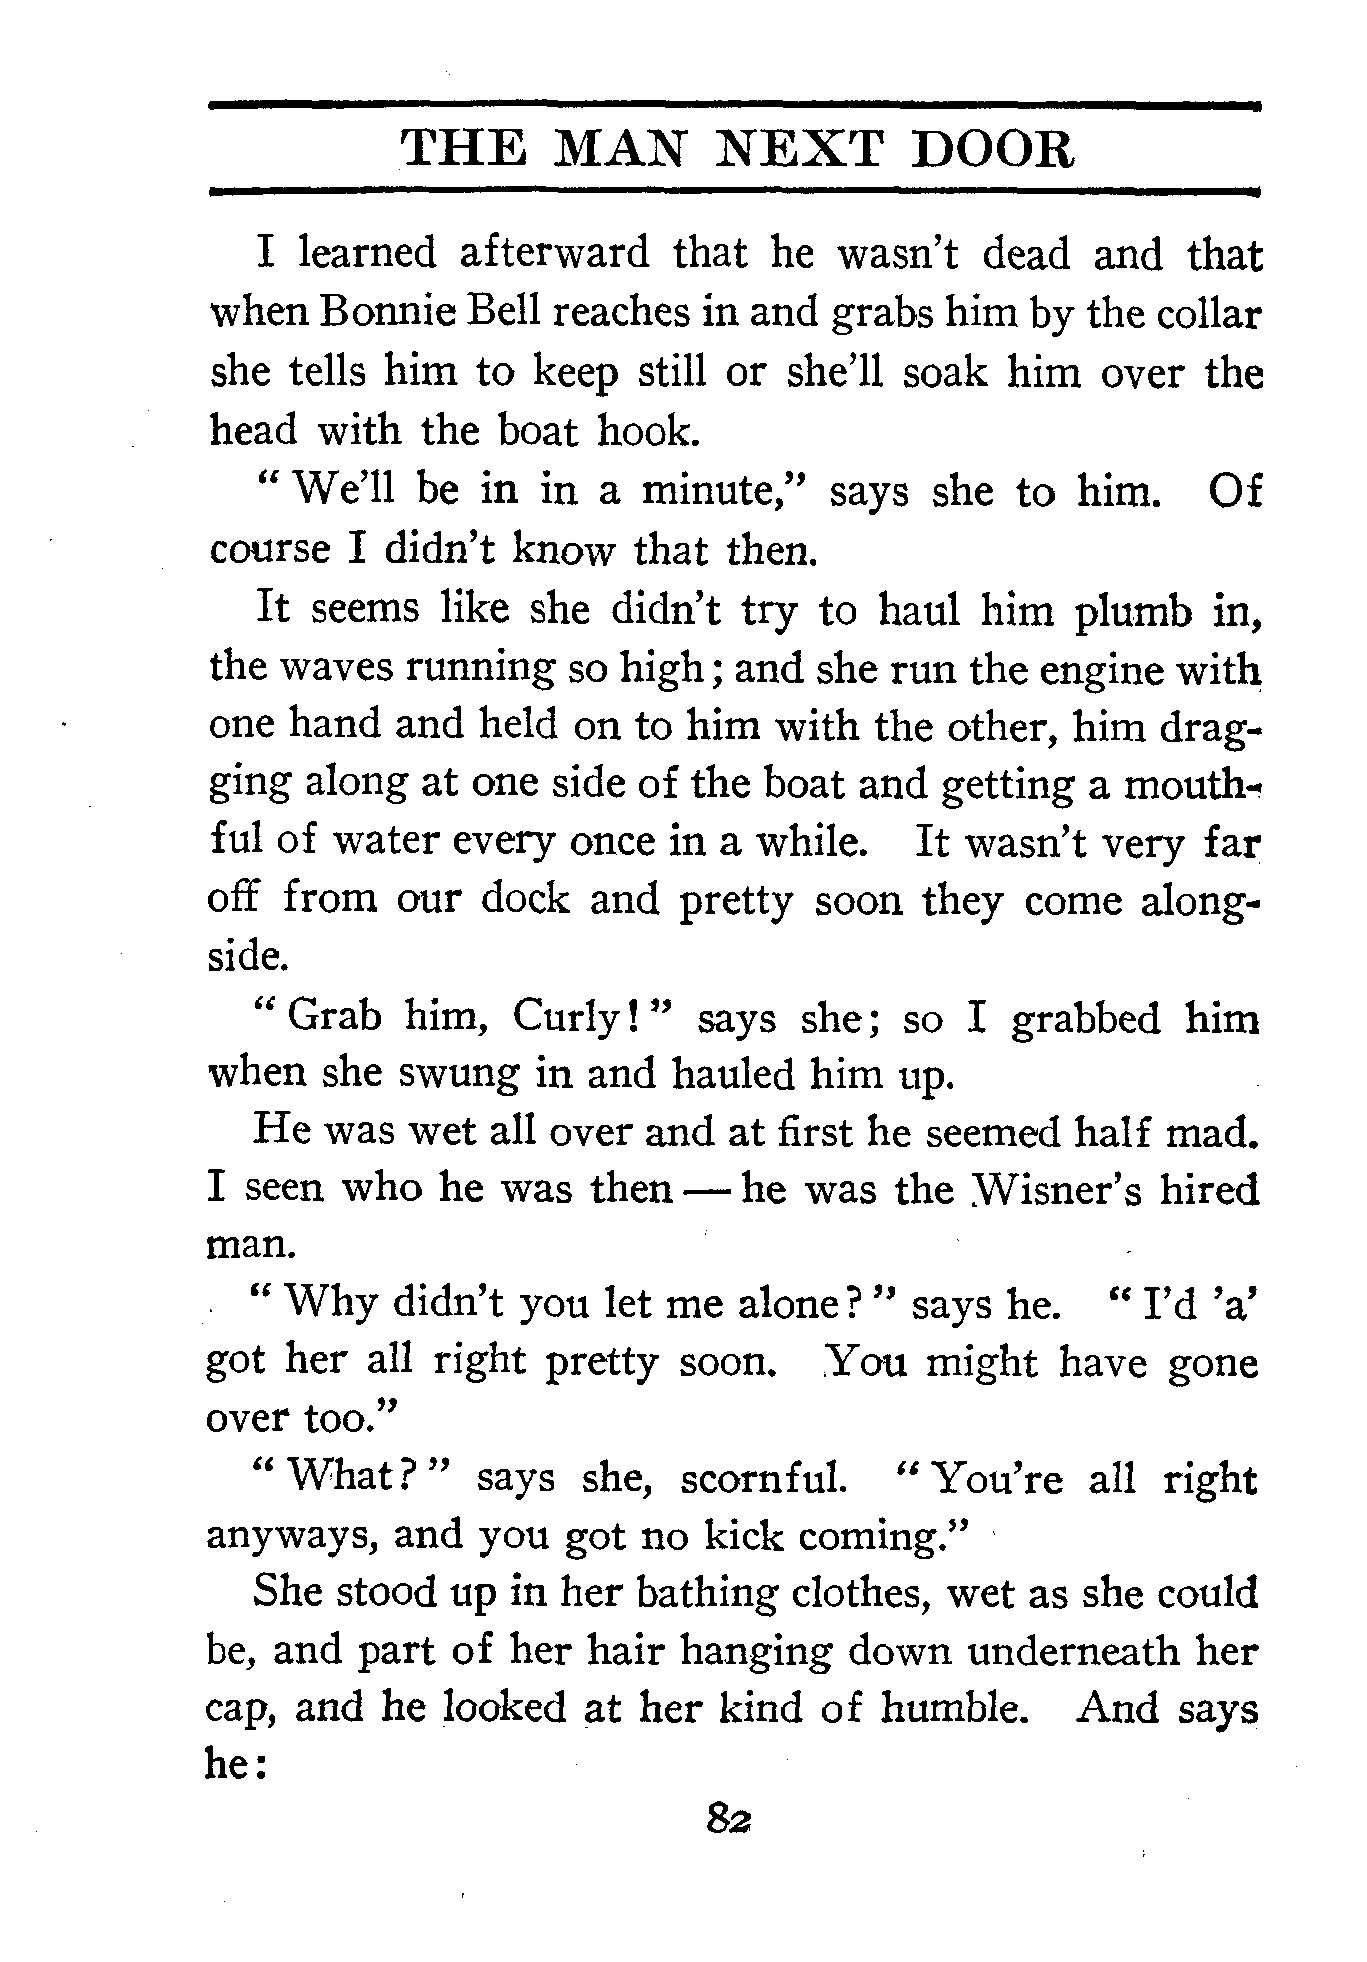 THE MAN NEXT DOOR
I learned afterward that he wasn't dead and that
when Bonnie Bell reaches in and grabs him by the collar
she tells him to keep still or she'll soak him over the
head with the boat hook.
" We'll be in in a minute," says she to him. Of
course I didn't know that then.
It seems like she didn't try to haul him plumb in,
the waves running so high; and she run the engine with
one hand and held on to him with the other, him drag-
ging along at one side of the boat and getting a mouth-
ful of water every once in a while. It wasn't very far
off from our dock and pretty soon they come along-
side.
" Grab him, Curly! " says she; so I grabbed him
when she swung in and hauled him up.
He was wet all over and at first he seemed half mad.
I seen who he was then — he was the Wisner's hired
man.
" Why didn't you let me alone? " says he. " I'd 'a'
got her all right pretty soon. You might have gone
over too."
" What? " says she, scornful. " You're all right
anyways, and you got no kick coming."
She stood up in her bathing clothes, wet as she could
be, and part of her hair hanging down underneath her
cap, and he looked at her kind of humble. And says
he:
82